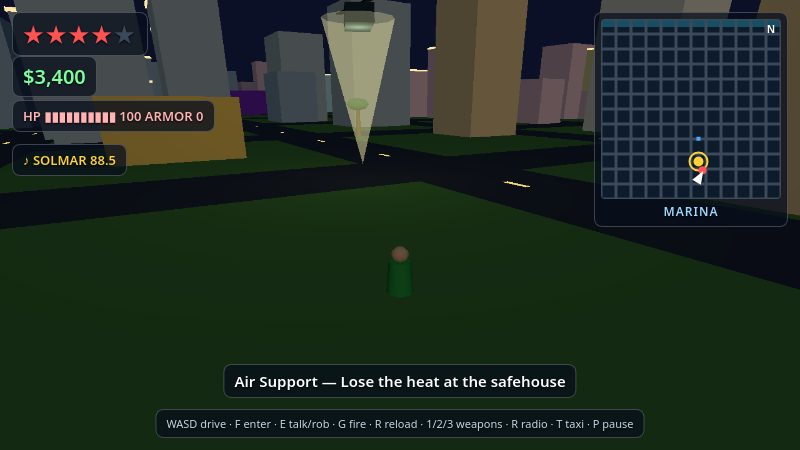 ★★★★★
$3,400
HP ▮▮▮▮▮▮▮▮▮▮ 100 ARMOR 0
♪ SOLMAR 88.5
N
MARINA
Air Support — Lose the heat at the safehouse
WASD drive · F enter · E talk/rob · G fire · R reload · 1/2/3 weapons · R radio · T taxi · P pause